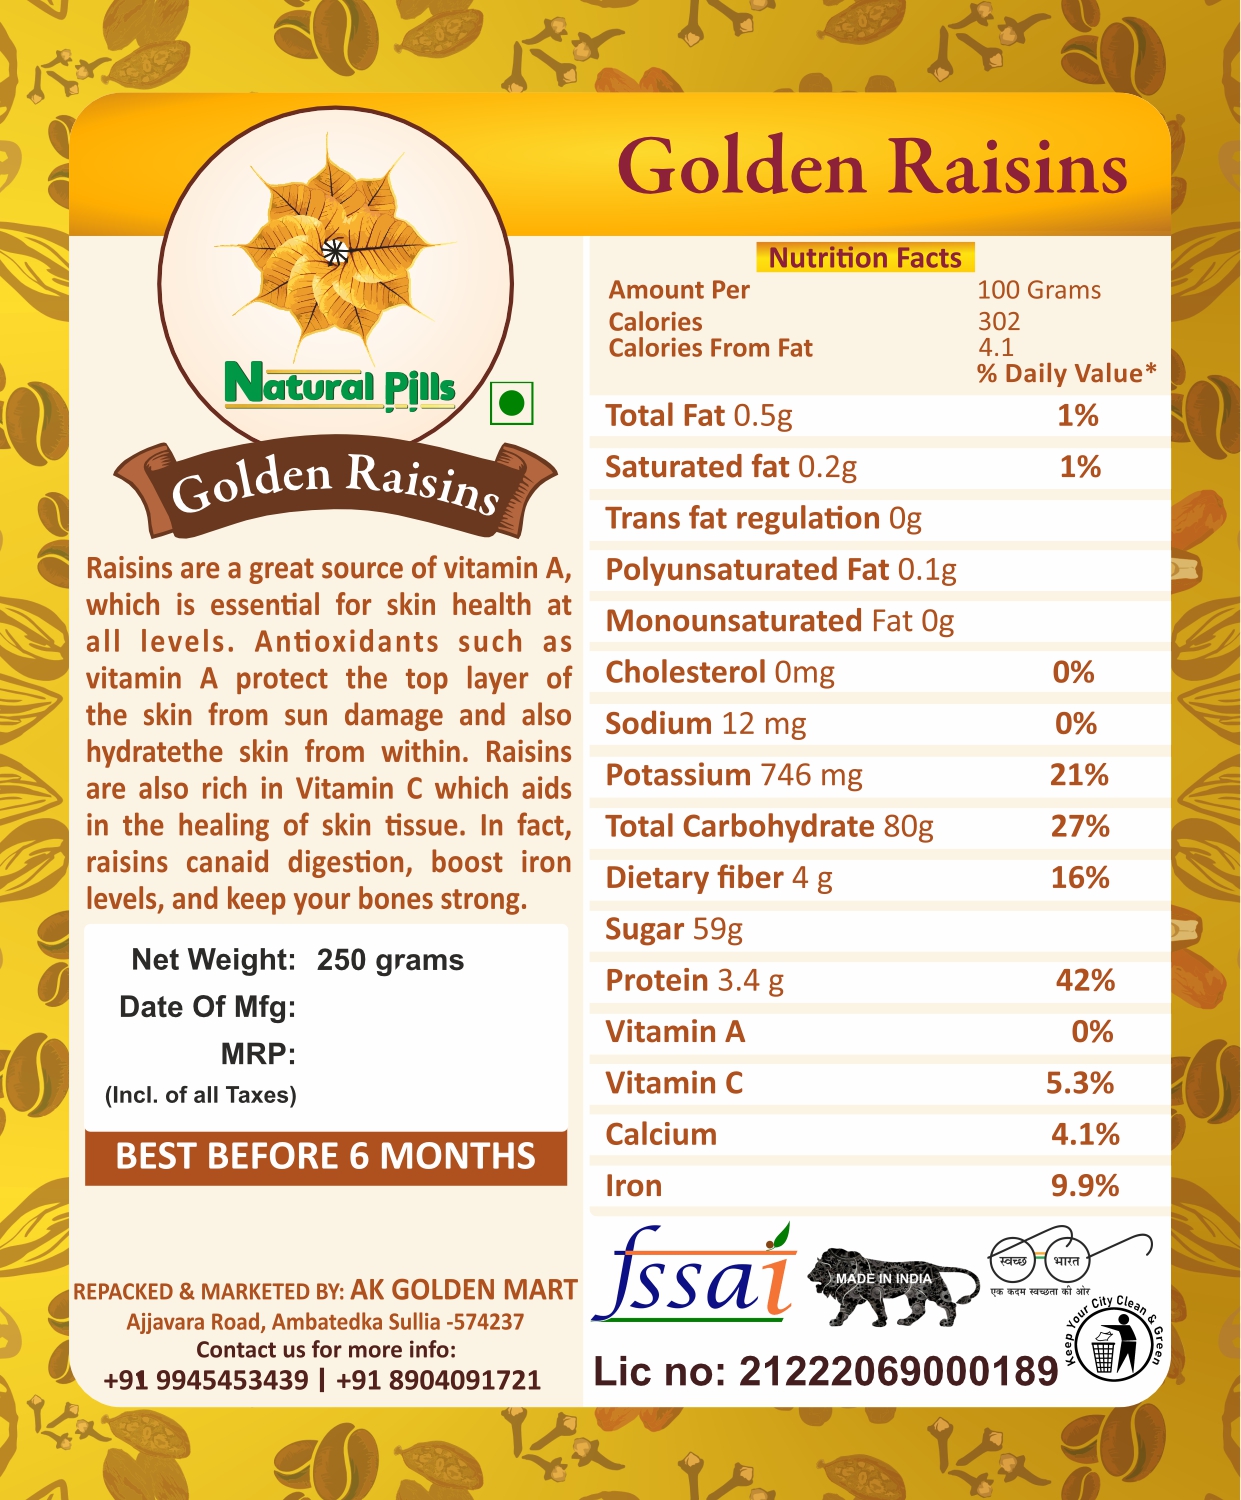 Golden Raisins
Natural Pills
Golden Raisins
Raisins are a great source of vitamin A,
which is essential for skin health at
all levels. Antioxidants such as
vitamin A protect the top layer of
the skin from sun damage and also
hydratethe skin from within. Raisins
are also rich in Vitamin C which aids
in the healing of skin tissue. In fact,
raisins canaid digestion, boost iron
levels, and keep your bones strong.
Net Weight: 250 grams
Date Of Mfg:
MRP:
(Incl. of all Taxes)
BEST BEFORE 6 MONTHS
REPACKED & MARKETED BY: AK GOLDEN MART
Ajjavara Road, Ambatedka Sullia -574237
Contact us for more info:
+91 9945453439 | +91 8904091721
Nutrition Facts
Amount Per 100 Grams
Calories 302
Calories From Fat 4.1
% Daily Value*
Total Fat 0.5g 1%
Saturated fat 0.2g 1%
Trans fat regulation 0g
Polyunsaturated Fat 0.1g
Monounsaturated Fat 0g
Cholesterol 0mg 0%
Sodium 12 mg 0%
Potassium 746 mg 21%
Total Carbohydrate 80g 27%
Dietary fiber 4 g 16%
Sugar 59g
Protein 3.4 g 42%
Vitamin A 0%
Vitamin C 5.3%
Calcium 4.1%
Iron 9.9%
fssai
MADE IN INDIA
स्वच्छ भारत
एक कदम स्वच्छता की ओर
Keep Your City Clean & Green
Lic no: 21222069000189